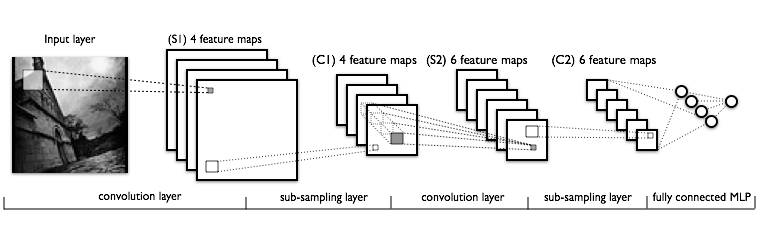 Input layer
(S1) 4 feature maps
(C1) 4 feature maps
(S2) 6 feature maps
(C2) 6 feature maps
convolution layer
sub-sampling layer
convolution layer
sub-sampling layer
fully connected MLP